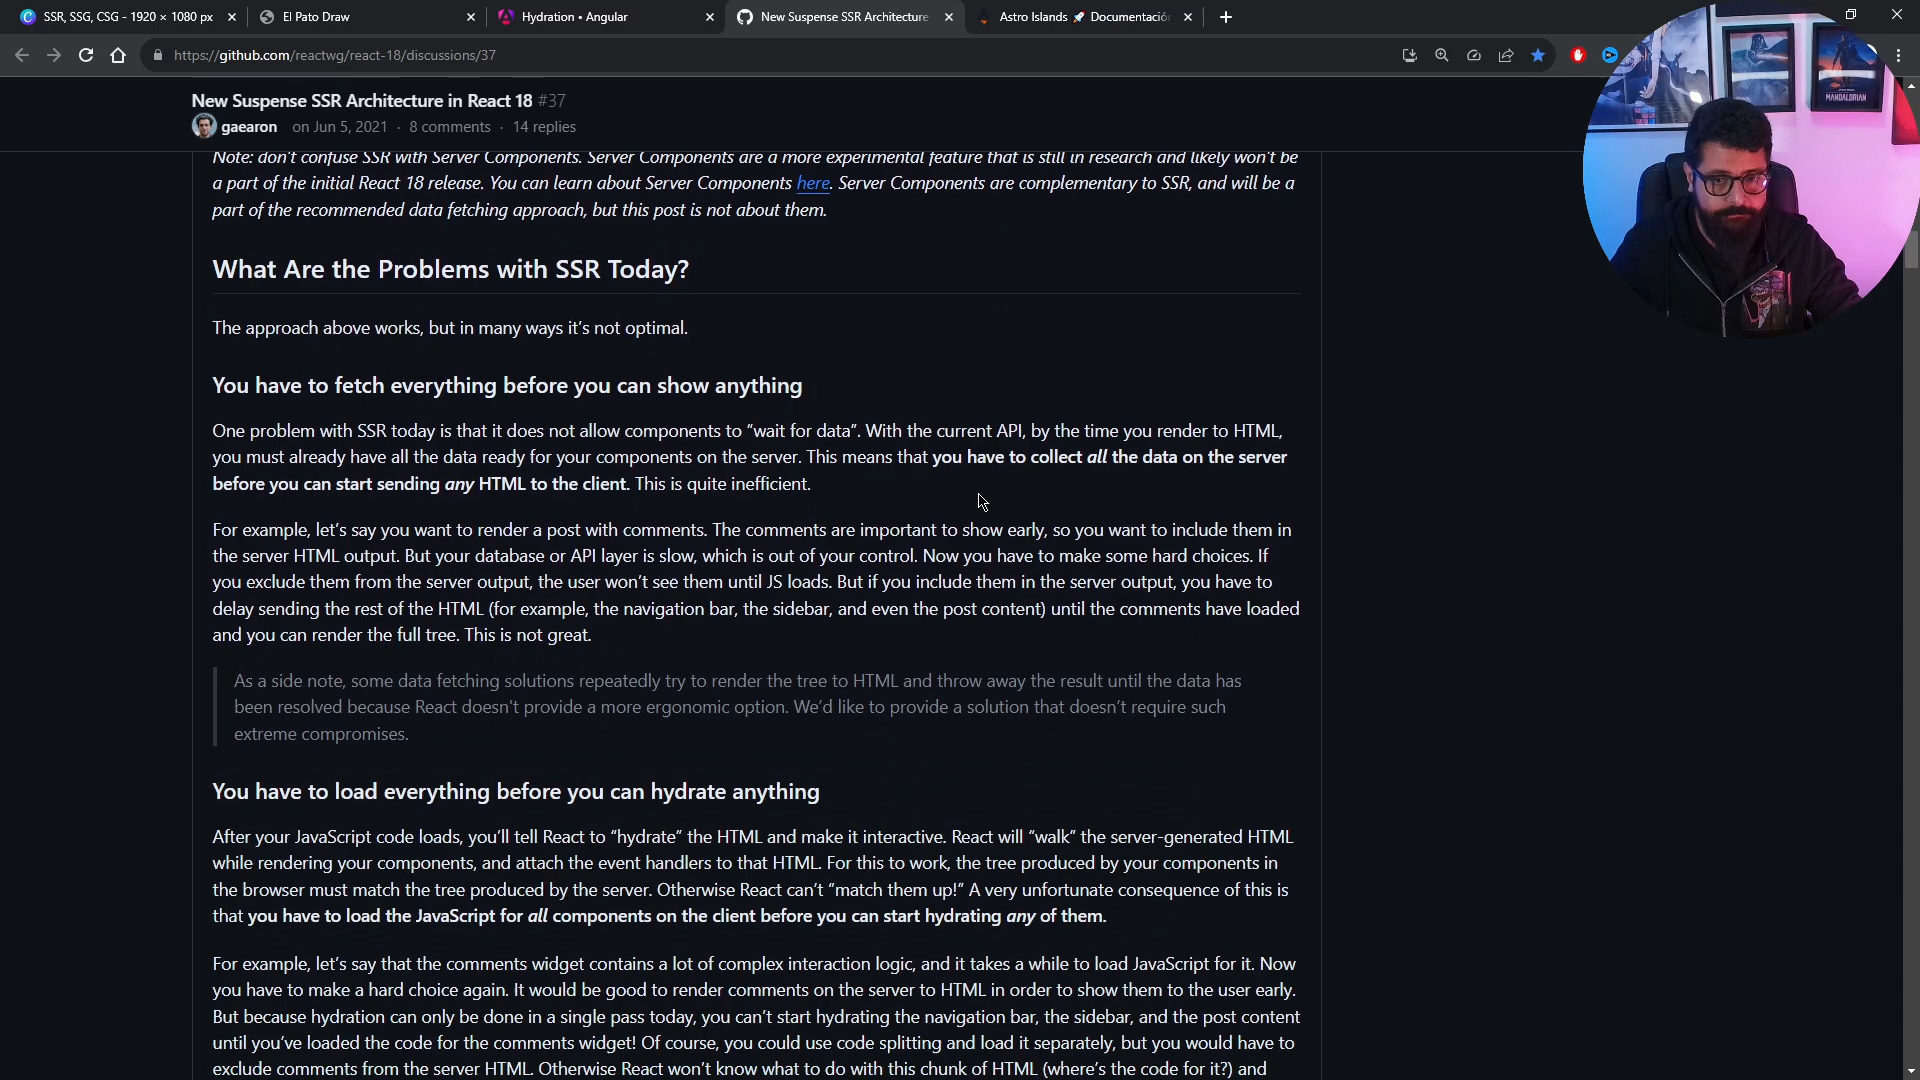 SSR, SSG, CSG - 1920 × 1080 px
El Pato Draw
Hydration • Angular
New Suspense SSR Architecture
Astro Islands 🚀 Documentació
https://github.com/reactwg/react-18/discussions/37
New Suspense SSR Architecture in React 18 #37
gaearon on Jun 5, 2021 · 8 comments · 14 replies
Note: don't confuse SSR with Server Components. Server Components are a more experimental feature that is still in research and likely won't be
a part of the initial React 18 release. You can learn about Server Components here. Server Components are complementary to SSR, and will be a
part of the recommended data fetching approach, but this post is not about them.
What Are the Problems with SSR Today?
The approach above works, but in many ways it's not optimal.
You have to fetch everything before you can show anything
One problem with SSR today is that it does not allow components to “wait for data”. With the current API, by the time you render to HTML,
you must already have all the data ready for your components on the server. This means that you have to collect all the data on the server
before you can start sending any HTML to the client. This is quite inefficient.
For example, let's say you want to render a post with comments. The comments are important to show early, so you want to include them in
the server HTML output. But your database or API layer is slow, which is out of your control. Now you have to make some hard choices. If
you exclude them from the server output, the user won't see them until JS loads. But if you include them in the server output, you have to
delay sending the rest of the HTML (for example, the navigation bar, the sidebar, and even the post content) until the comments have loaded
and you can render the full tree. This is not great.
As a side note, some data fetching solutions repeatedly try to render the tree to HTML and throw away the result until the data has
been resolved because React doesn't provide a more ergonomic option. We'd like to provide a solution that doesn't require such
extreme compromises.
You have to load everything before you can hydrate anything
After your JavaScript code loads, you'll tell React to “hydrate” the HTML and make it interactive. React will “walk” the server-generated HTML
while rendering your components, and attach the event handlers to that HTML. For this to work, the tree produced by your components in
the browser must match the tree produced by the server. Otherwise React can't “match them up!” A very unfortunate consequence of this is
that you have to load the JavaScript for all components on the client before you can start hydrating any of them.
For example, let's say that the comments widget contains a lot of complex interaction logic, and it takes a while to load JavaScript for it. Now
you have to make a hard choice again. It would be good to render comments on the server to HTML in order to show them to the user early.
But because hydration can only be done in a single pass today, you can't start hydrating the navigation bar, the sidebar, and the post content
until you've loaded the code for the comments widget! Of course, you could use code splitting and load it separately, but you would have to
exclude comments from the server HTML. Otherwise React won't know what to do with this chunk of HTML (where's the code for it?) and
MANDALORIAN